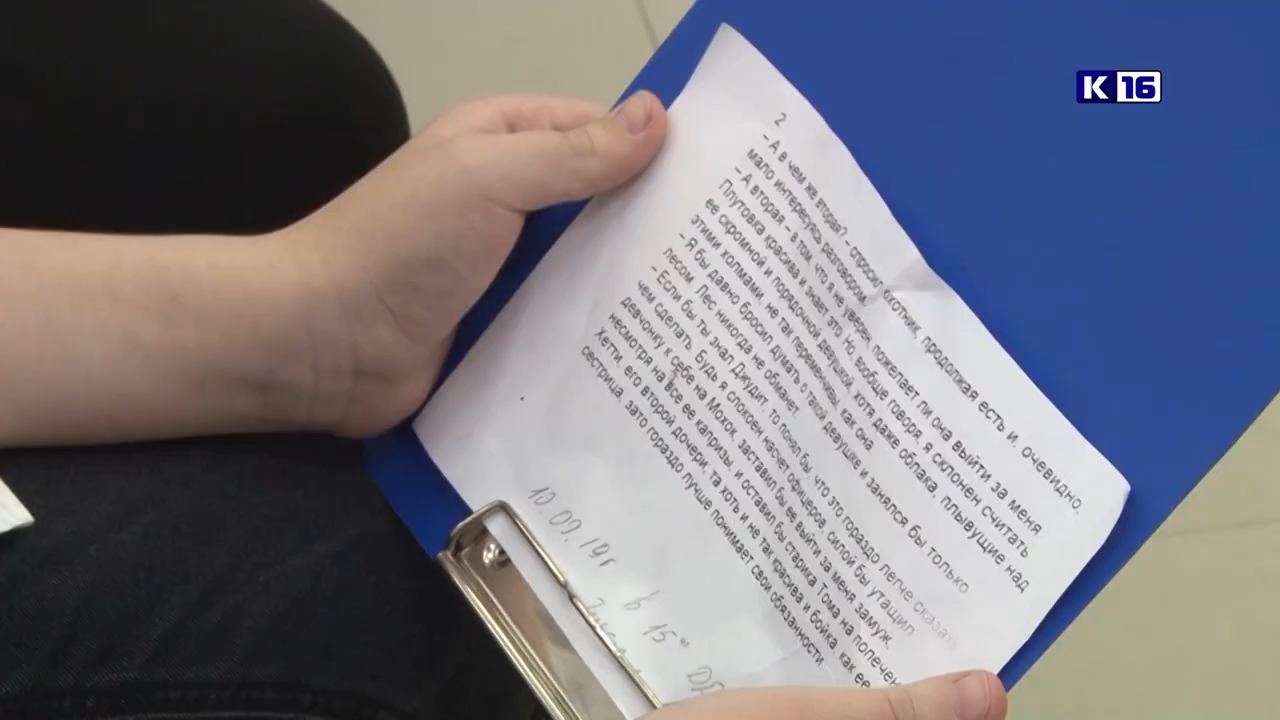 K 16
2
– А в чем же вторая? – спросил охотник, продолжая есть и, очевидно,
мало интересуясь разговором.
– А вторая – в том, что я не уверен, пожелает ли она выйти за меня
Плутовка красива и знает это. Но, вообще говоря, я склонен считать
ее скромной и порядочной девушкой, хотя даже облака, плывущие над
этими холмами, не так переменчивы, как она
– Я бы давно бросил думать о такой девушке и занялся бы только
лесом. Лес никогда не обманет.
– Если бы ты знал Джудит, то понял бы, что это гораздо легче сказать
чем сделать. Будь я спокоен насчет офицеров, силой бы утащил
девчонку к себе на Мохок, заставил бы ее выйти за меня замуж,
несмотря на все ее капризы, и оставил бы старика Тома на попечен
Хетти, его второй дочери, та хоть и не так красива и бойка, как ее
сестрица, зато гораздо лучше понимает свои обязанности.
10.09.19г в 15⁰⁰